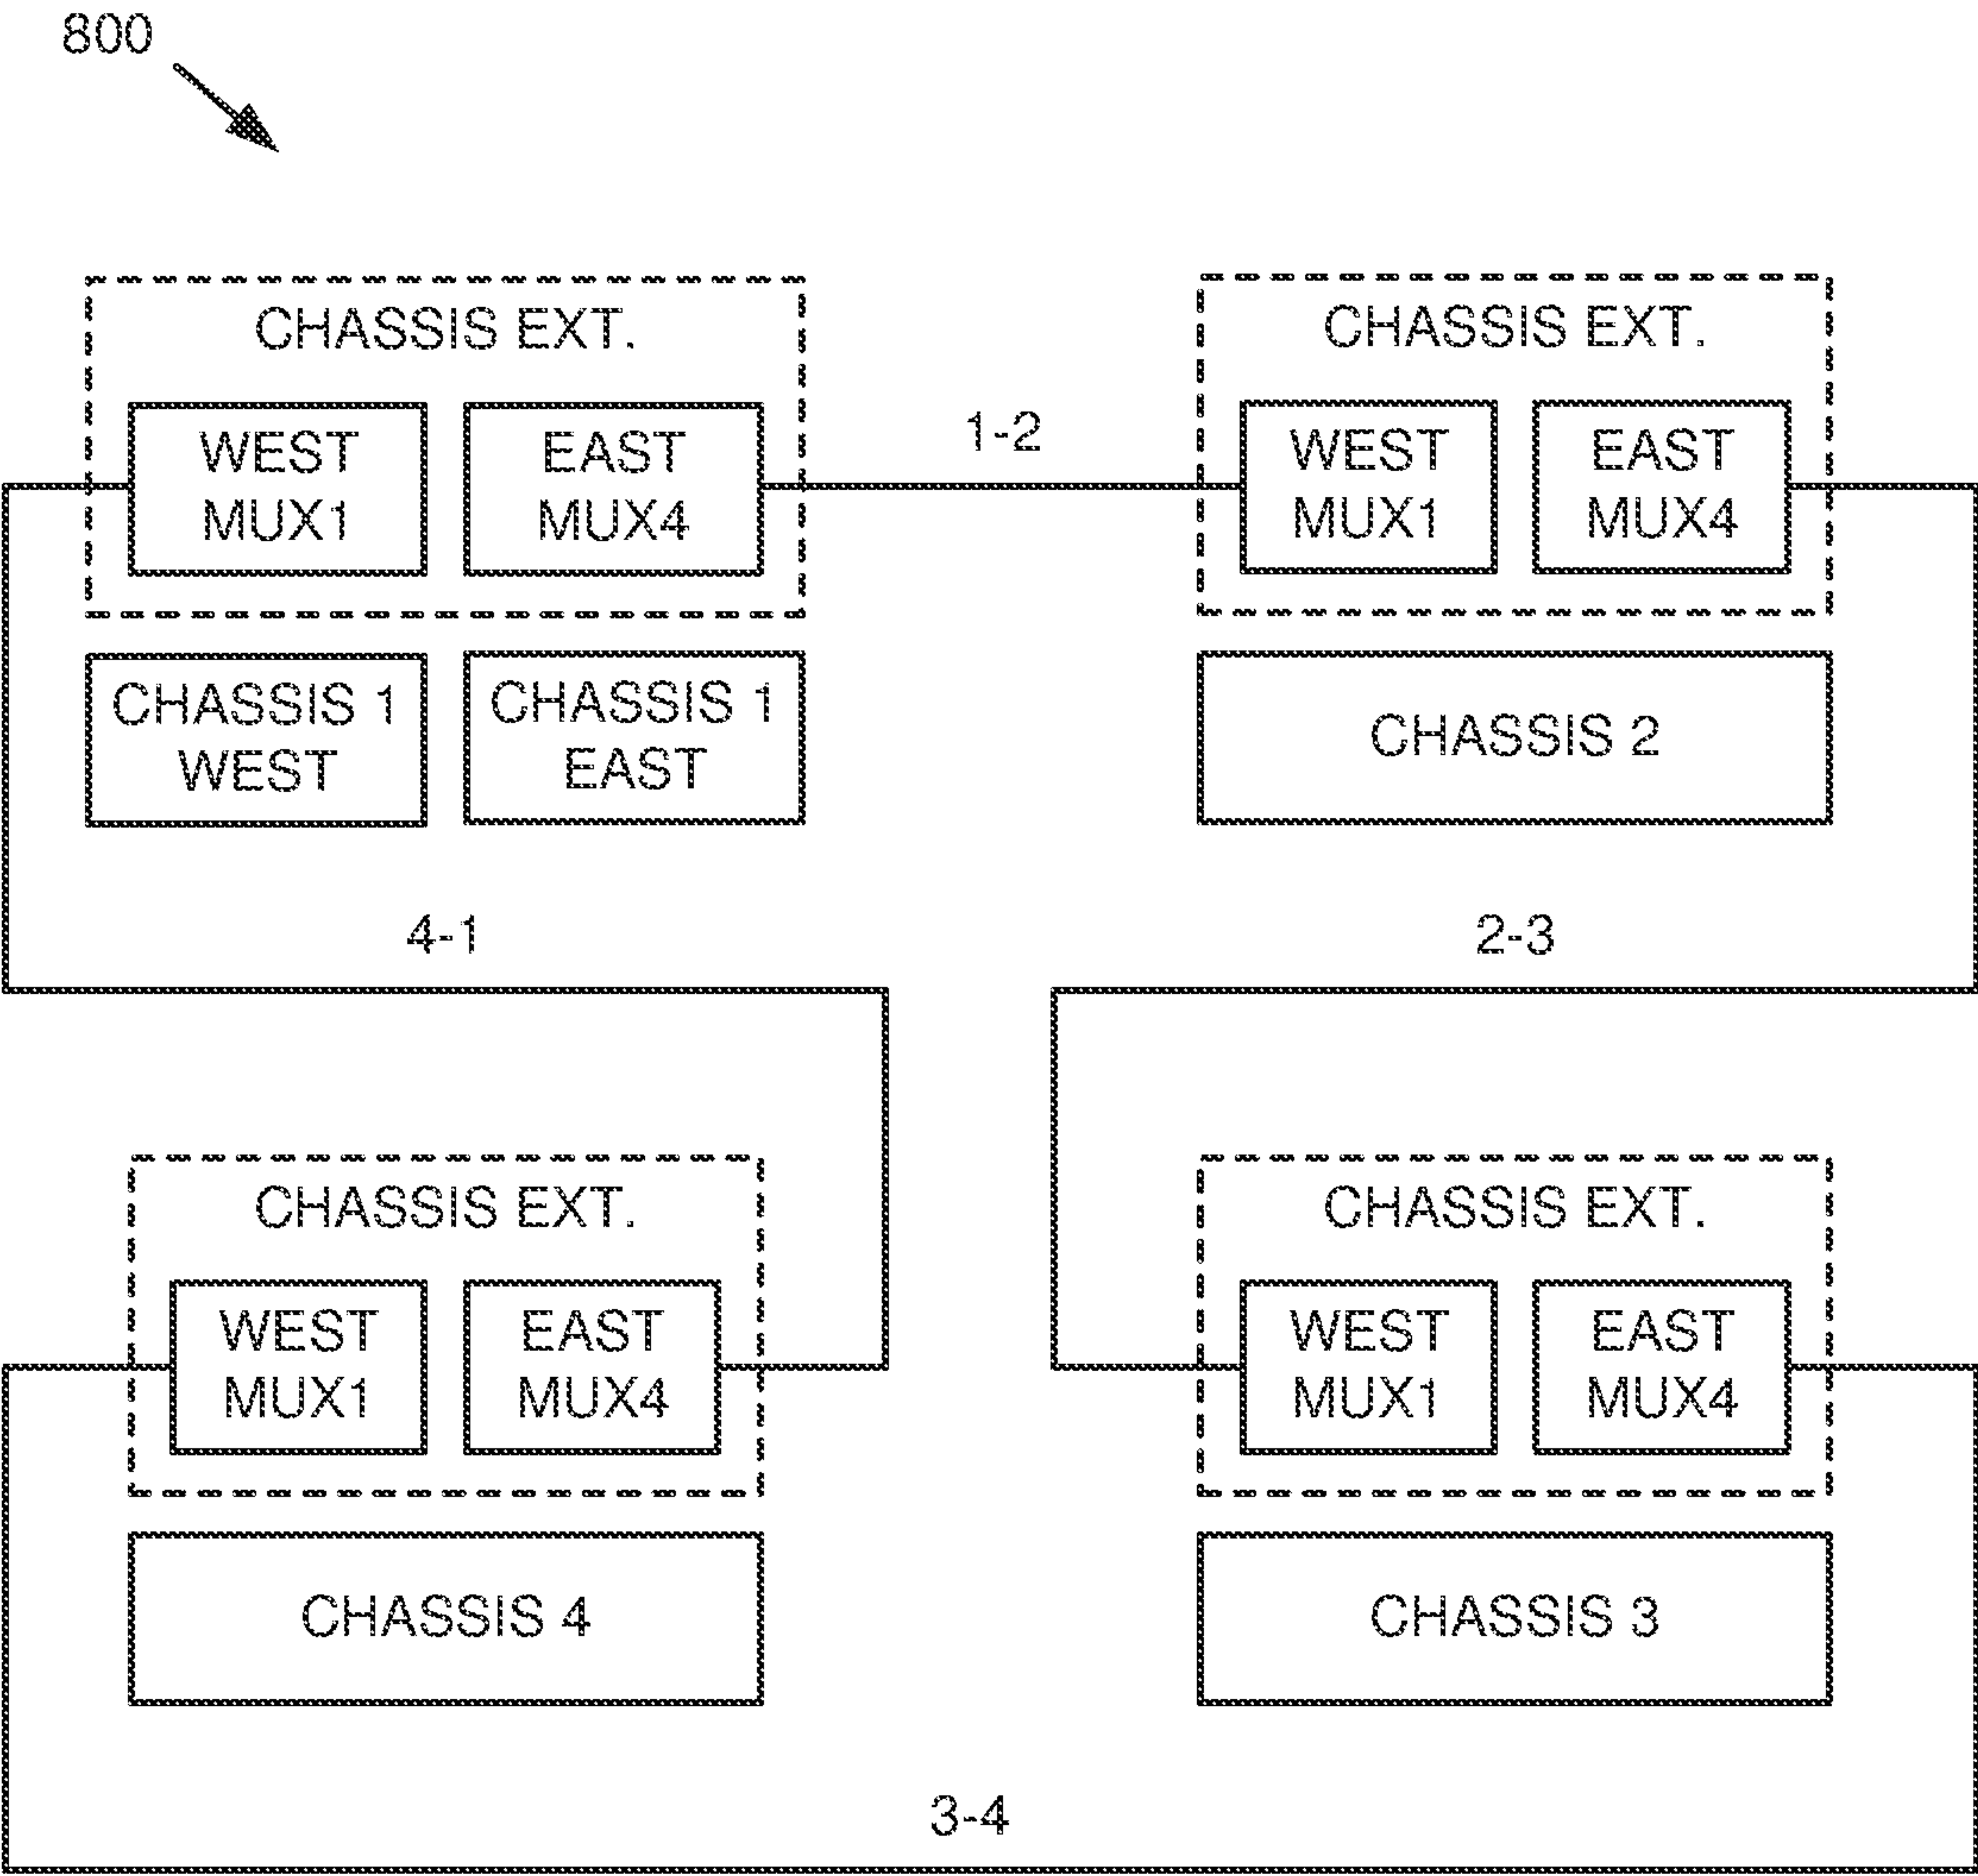 800
CHASSIS EXT.
WEST
MUX1
EAST
MUX4
1-2
CHASSIS EXT.
WEST
MUX1
EAST
MUX4
CHASSIS 1
WEST
CHASSIS 1
EAST
CHASSIS 2
4-1
2-3
CHASSIS EXT.
WEST
MUX1
EAST
MUX4
CHASSIS EXT.
WEST
MUX1
EAST
MUX4
CHASSIS 4
CHASSIS 3
3-4